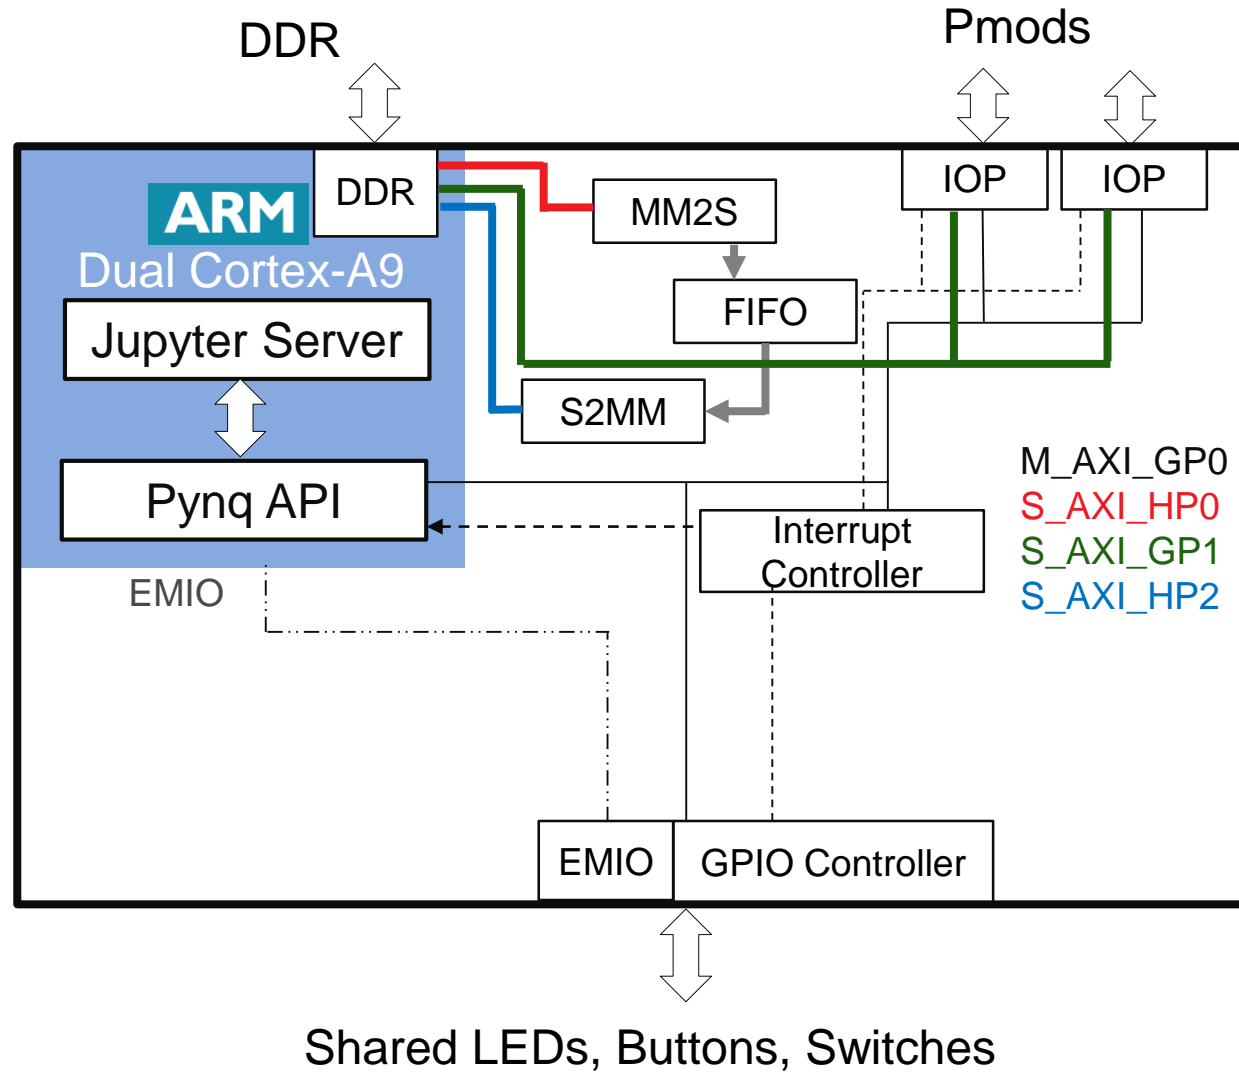 DDR
Pmods
DDR
ARM
Dual Cortex-A9
Jupyter Server
Pynq API
EMIO
MM2S
FIFO
S2MM
IOP
IOP
Interrupt
Controller
M_AXI_GP0
S_AXI_HP0
S_AXI_GP1
S_AXI_HP2
EMIO
GPIO Controller
Shared LEDs, Buttons, Switches